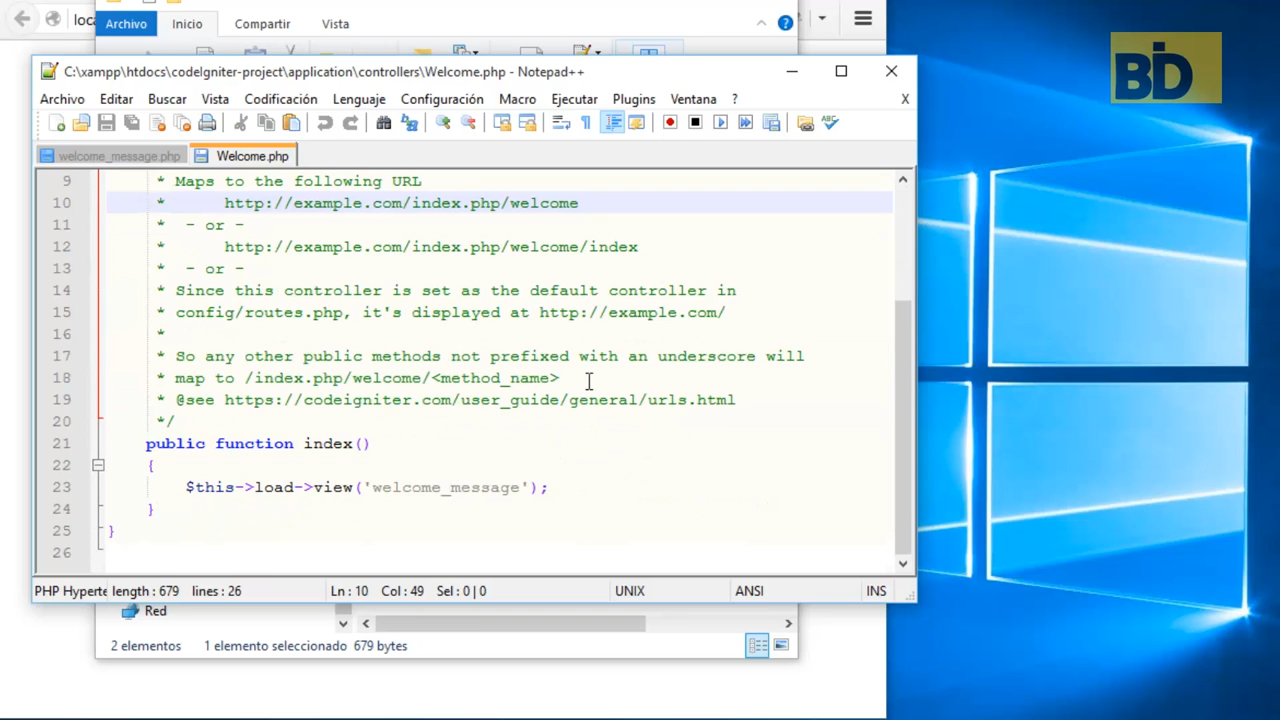 loca
Archivo Inicio Compartir Vista
BD
C:\xampp\htdocs\codeIgniter-project\application\controllers\Welcome.php - Notepad++
Archivo Editar Buscar Vista Codificación Lenguaje Configuración Macro Ejecutar Plugins Ventana ? X
welcome_message.php Welcome.php
9 * Maps to the following URL
10 * http://example.com/index.php/welcome
11 * - or -
12 * http://example.com/index.php/welcome/index
13 * - or -
14 * Since this controller is set as the default controller in
15 * config/routes.php, it's displayed at http://example.com/
16 *
17 * So any other public methods not prefixed with an underscore will
18 * map to /index.php/welcome/<method_name>
19 * @see https://codeigniter.com/user_guide/general/urls.html
20 */
21 public function index()
22 {
23 $this->load->view('welcome_message');
24 }
25 }
26
PHP Hyperte length : 679 lines : 26 Ln : 10 Col : 49 Sel : 0 | 0 UNIX ANSI INS
Red
2 elementos 1 elemento seleccionado 679 bytes